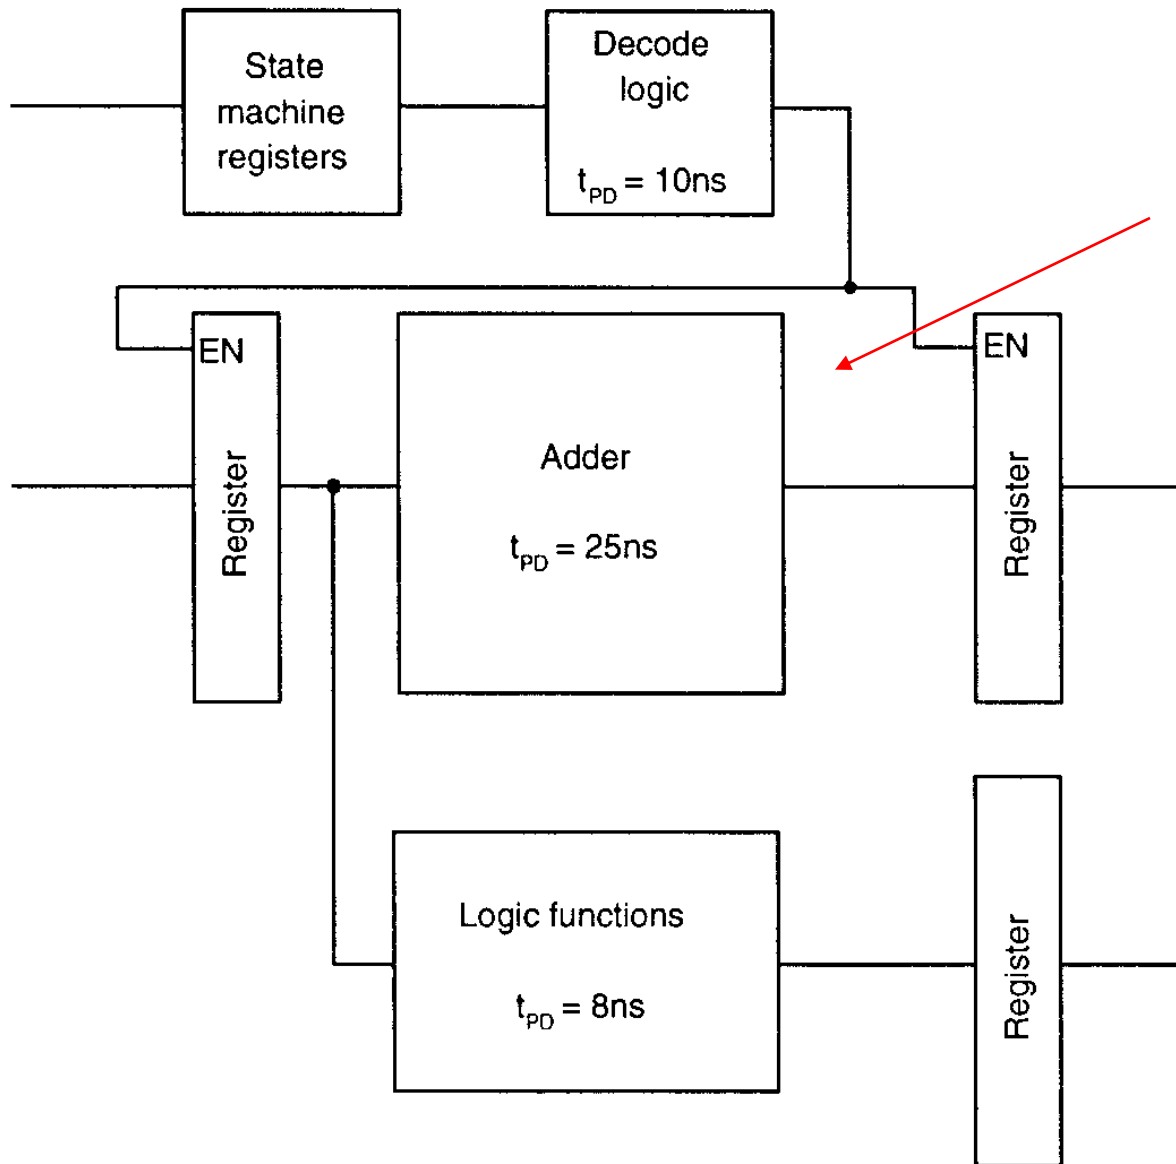 State
machine
registers
Decode
logic
tPD = 10ns
EN
Register
Adder
tPD = 25ns
EN
Register
Logic functions
tPD = 8ns
Register